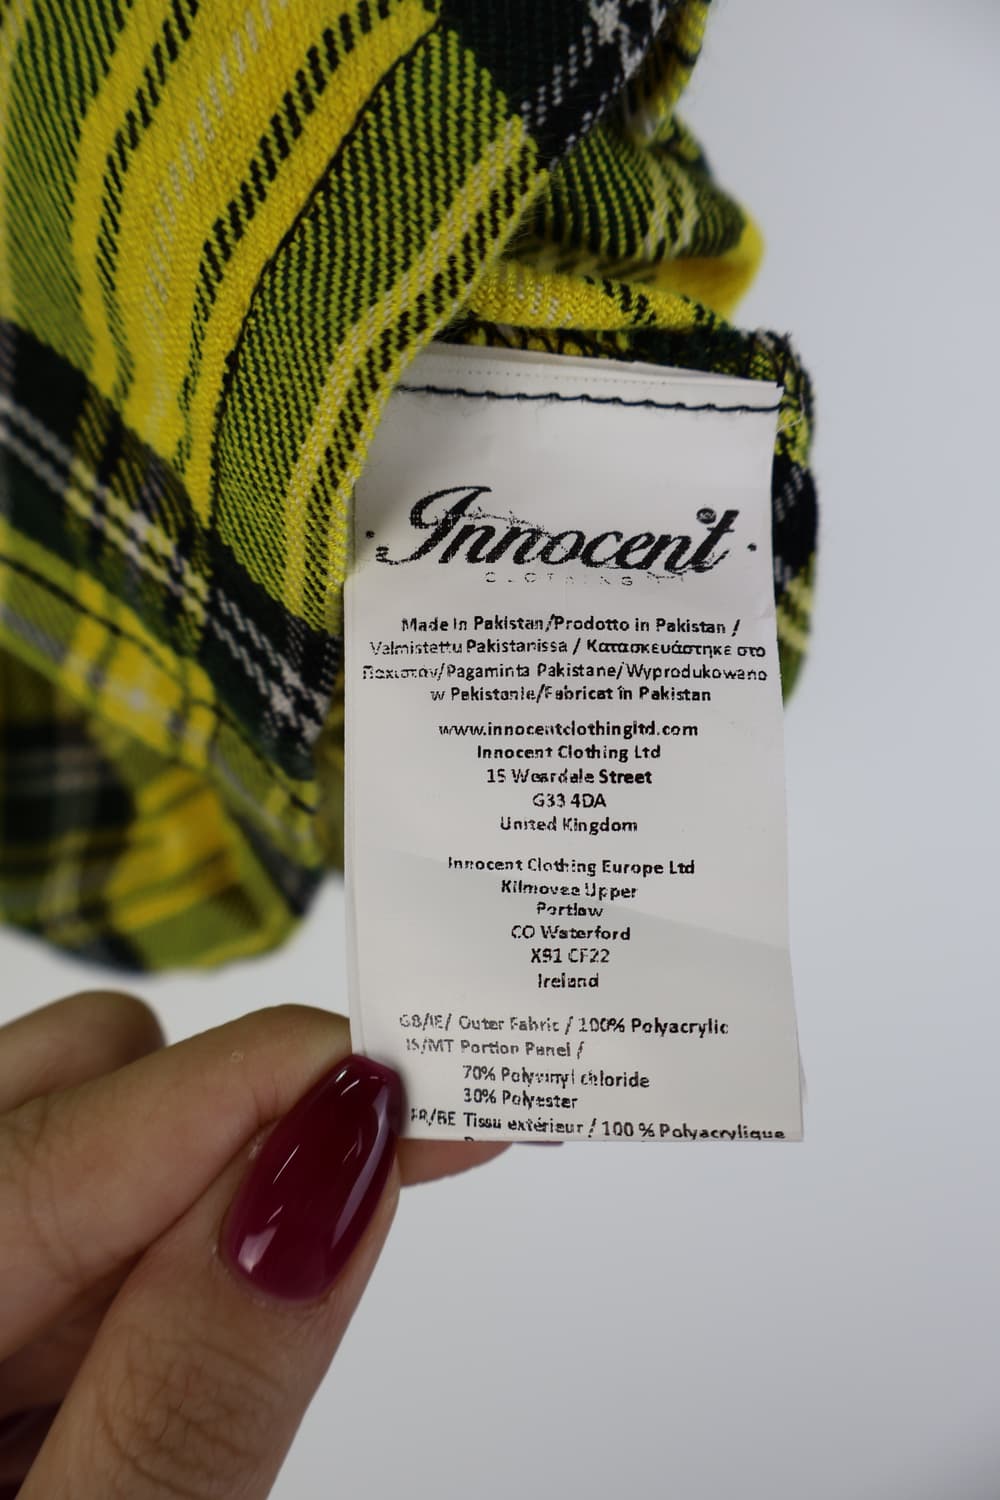 Innocent
CLOTHING
Made in Pakistan/Prodotto in Pakistan /
Valmistettu Pakistanissa / Κατασκευάστηκε στο
Πακισταν/Pagaminta Pakistane/Wyprodukowano
w Pakistanie/Fabricat în Pakistan
www.innocentclothingltd.com
Innocent Clothing Ltd
15 Weardale Street
G33 4DA
United Kingdom
Innocent Clothing Europe Ltd
Kilmovee Upper
Portlaw
CO Waterford
X91 CF22
Ireland
GB/IE/ Outer Fabric / 100% Polyacrylic
IS/MT Portion Panel /
70% Polyvinyl chloride
30% Polyester
FR/BE Tissu extérieur / 100 % Polyacrylique